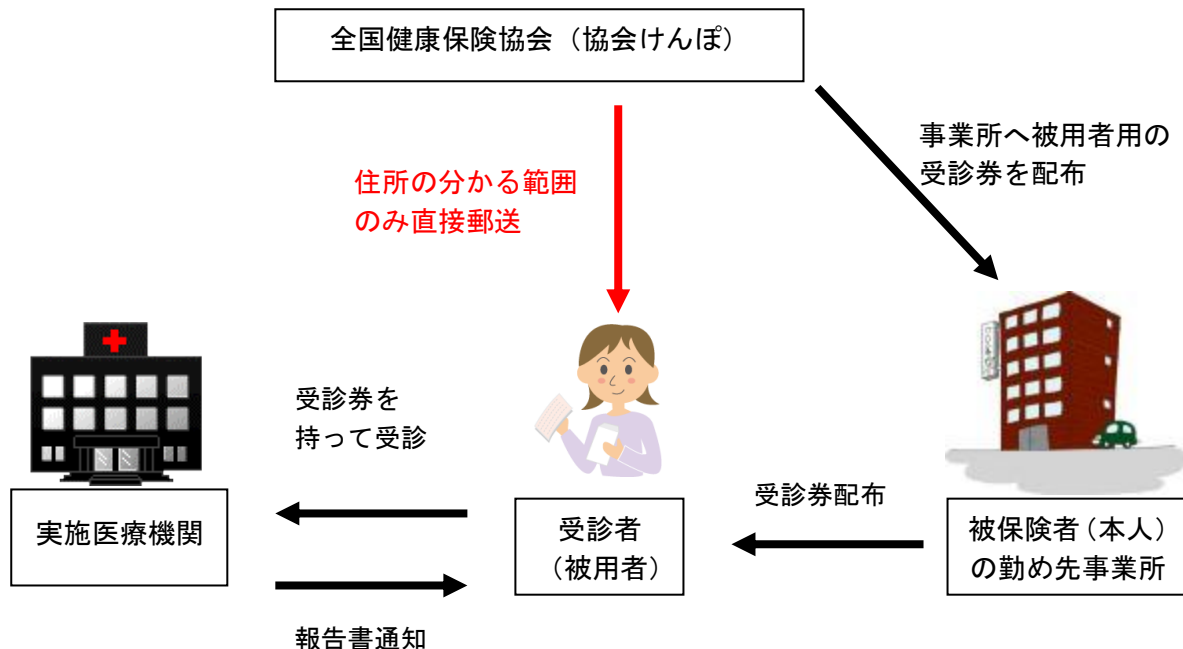 全国健康保険協会（協会けんぽ）
事業所へ被用者用の
受診券を配布
住所の分かる範囲
のみ直接郵送
受診券を
持って受診
受診券配布
実施医療機関
受診者
（被用者）
被保険者（本人）
の勤め先事業所
報告書通知